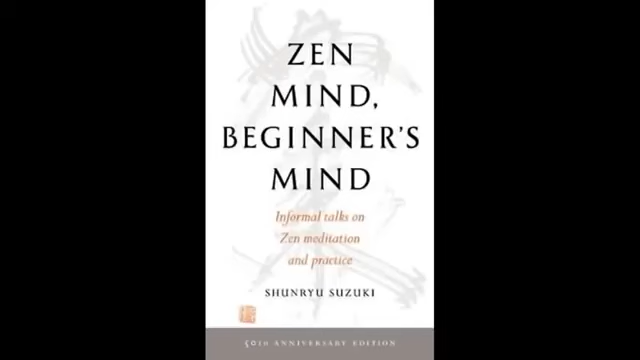 ZEN
MIND,
BEGINNER'S
MIND
Informal talks on
Zen meditation
and practice
SHUNRYU SUZUKI
50TH ANNIVERSARY EDITION